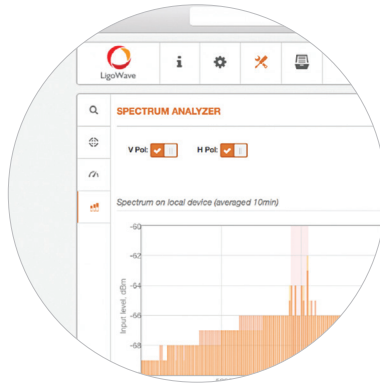 LigoWave
SPECTRUM ANALYZER
V Pol:
H Pol:
Spectrum on local device (averaged 10min)
-60
-62
-64
-66
-68
Input level, dBm